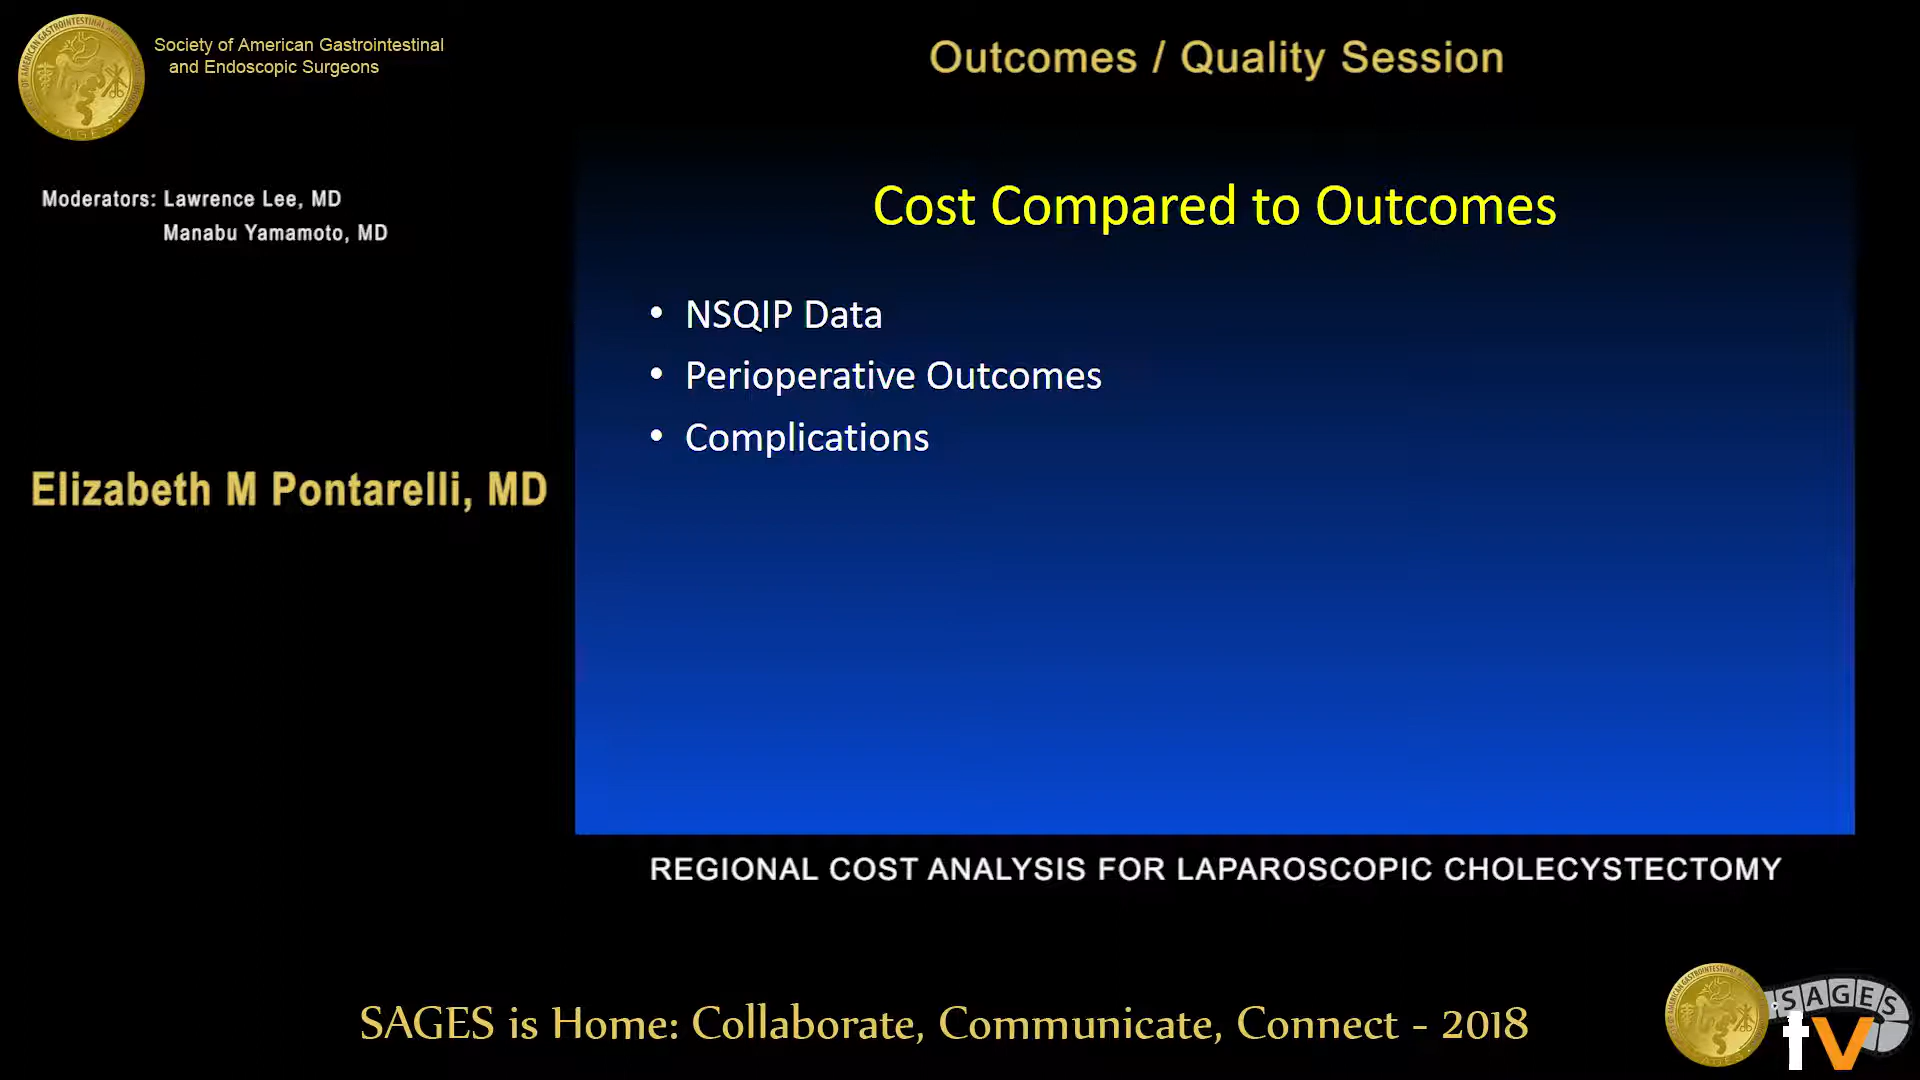 Society of American Gastrointestinal
and Endoscopic Surgeons
Outcomes / Quality Session
Moderators: Lawrence Lee, MD
Manabu Yamamoto, MD
Elizabeth M Pontarelli, MD
Cost Compared to Outcomes
• NSQIP Data
• Perioperative Outcomes
• Complications
REGIONAL COST ANALYSIS FOR LAPAROSCOPIC CHOLECYSTECTOMY
SAGES is Home: Collaborate, Communicate, Connect - 2018
SAGES
tv